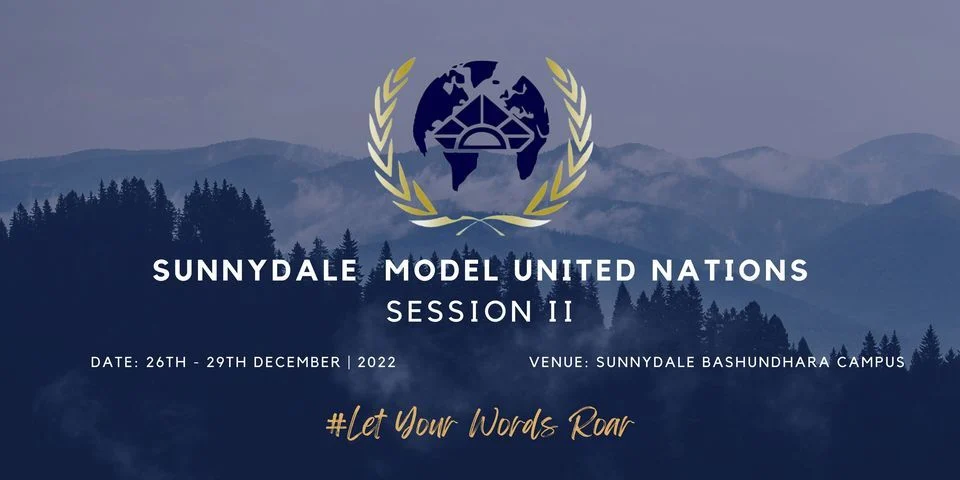 SUNNYDALE MODEL UNITED NATIONS
SESSION II
DATE: 26TH - 29TH DECEMBER | 2022
VENUE: SUNNYDALE BASHUNDHARA CAMPUS
#Let Your Words Roar